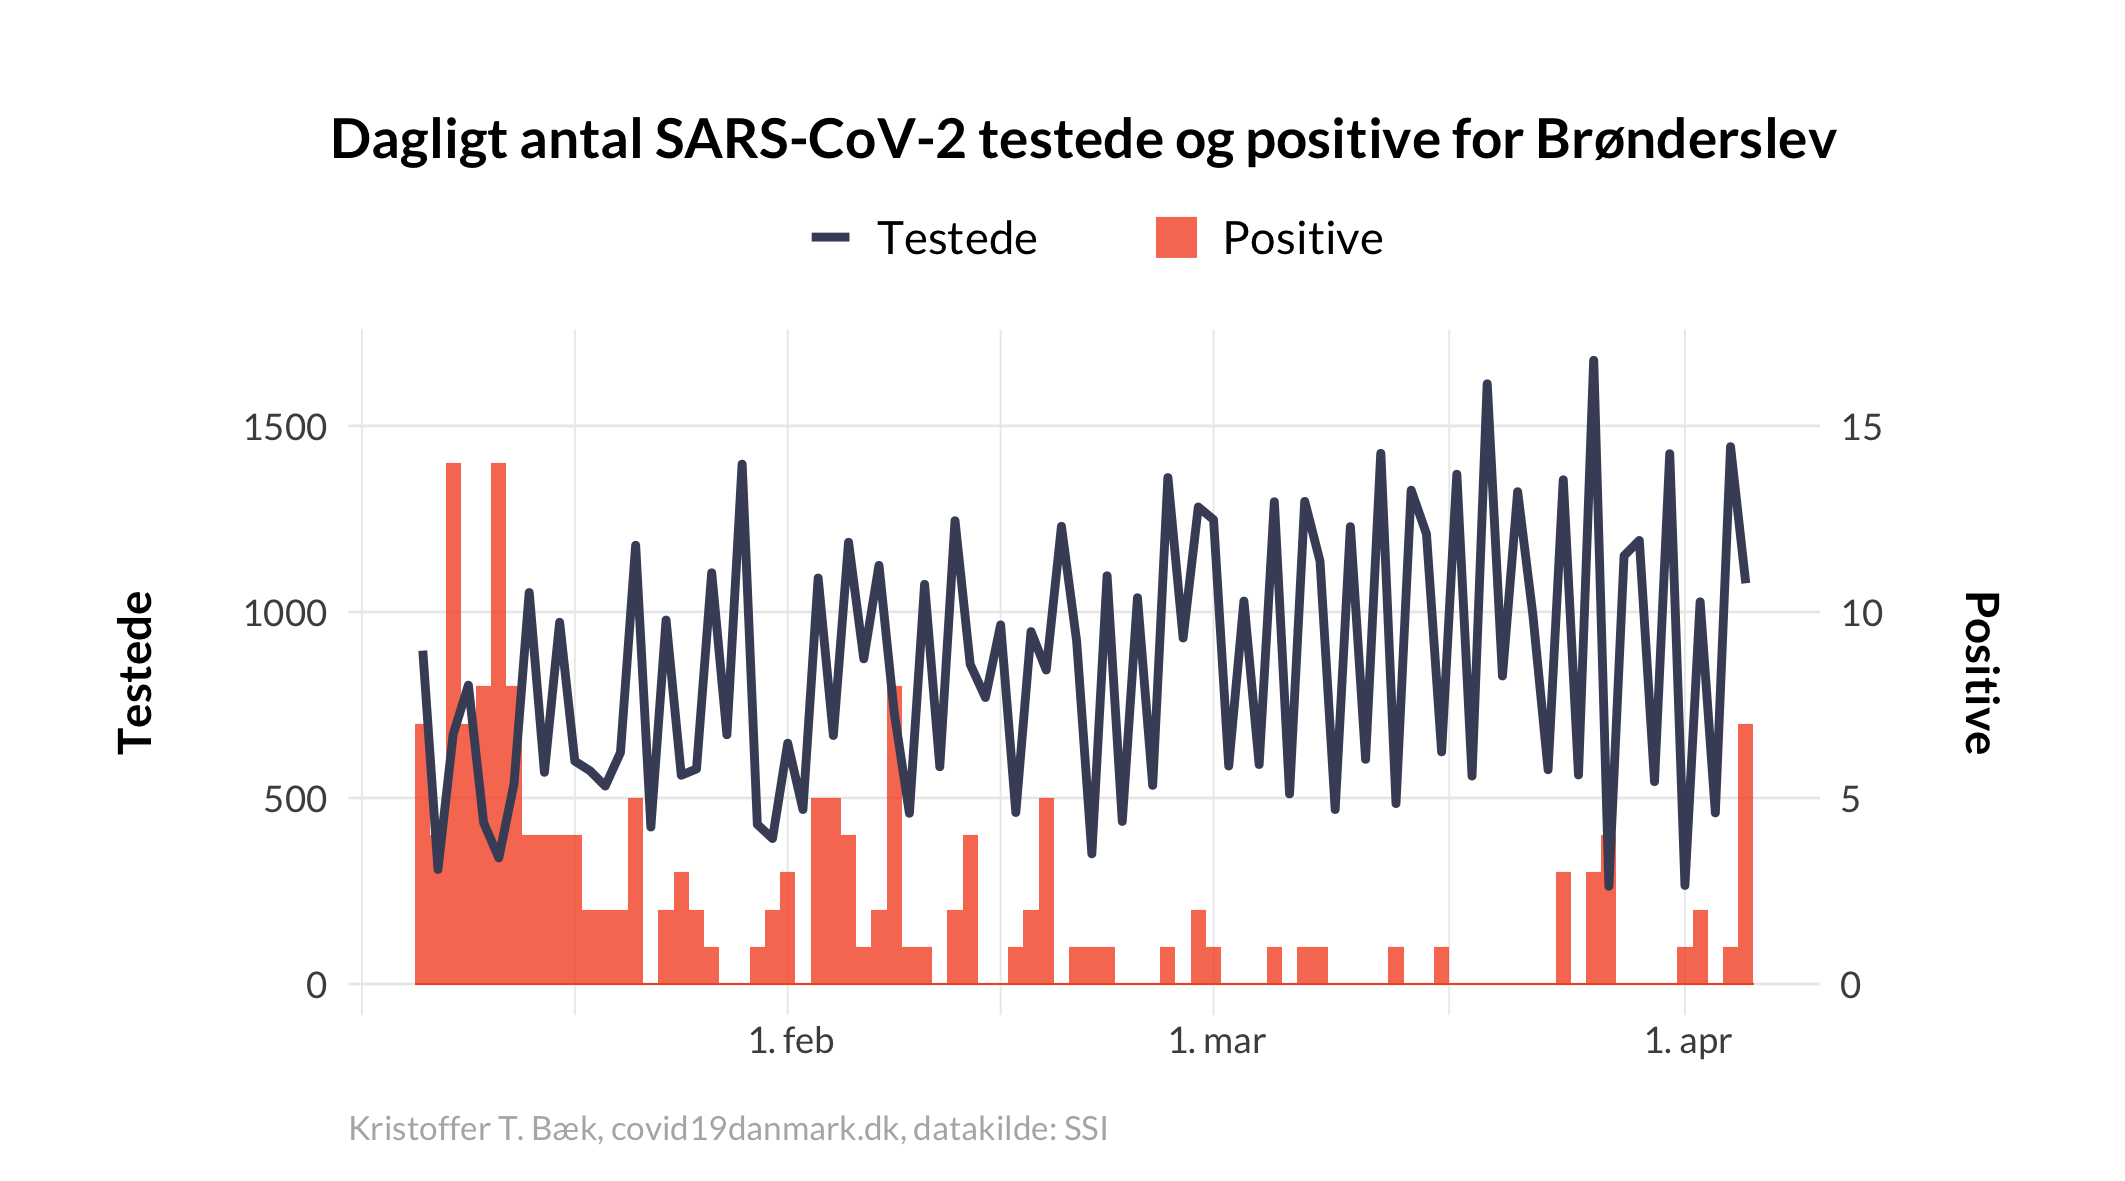 Dagligt antal SARS-CoV-2 testede og positive for Brønderslev
Testede Positive
1500 15
1000 10
Testede
Positive
500 5
0 0
1. feb 1. mar 1. apr
Kristoffer T. Bæk, covid19danmark.dk, datakilde: SSI